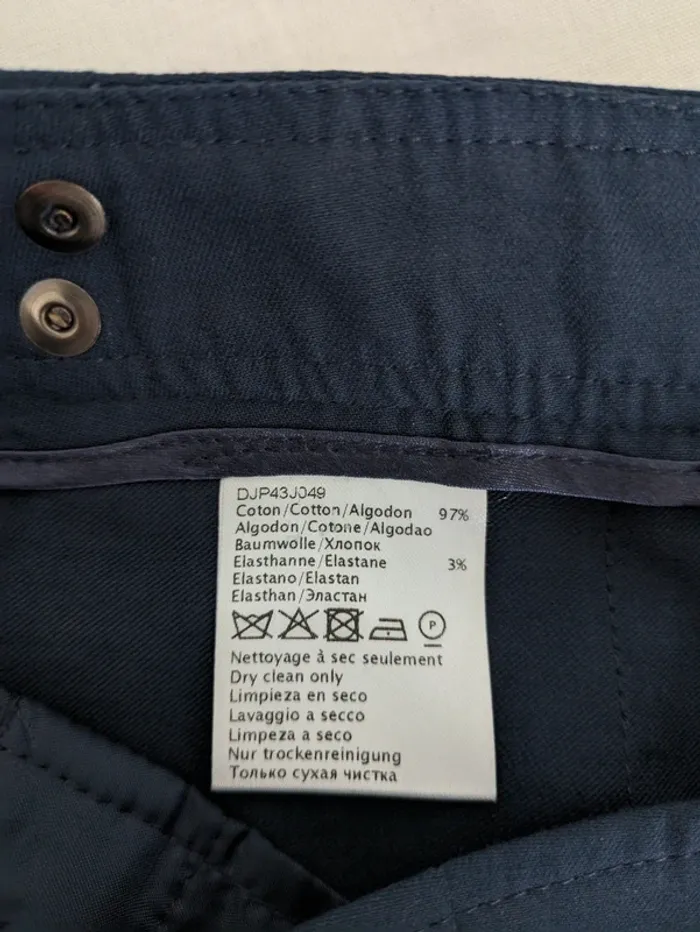 DJP43J049
Coton/Cotton/Algodon 97%
Algodon/Cotone/Algodao
Baumwolle/Хлопок
Elasthanne/Elastane 3%
Elastano/Elastan
Elasthan/Эластан
P
Nettoyage à sec seulement
Dry clean only
Limpieza en seco
Lavaggio a secco
Limpeza a seco
Nur trockenreinigung
Только сухая чистка